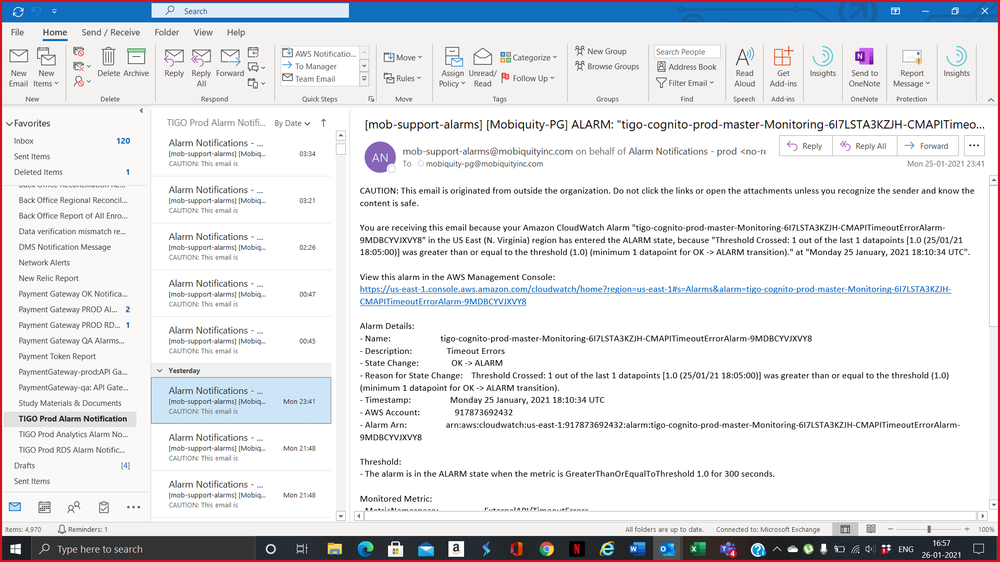 Search
File
Home
Send / Receive
Folder
View
Help
New Email
New Items
Delete
Archive
Reply
Reply All
Forward
AWS Notificatio...
To Manager
Team Email
Move
Rules
Assign Policy
Unread/ Read
Categorize
Follow Up
New Group
Browse Groups
Search People
Address Book
Filter Email
Read Aloud
Get Add-ins
Insights
Send to OneNote
Report Message
Insights
New
Delete
Respond
Quick Steps
Move
Tags
Groups
Find
Speech
Add-ins
OneNote
Protection
Favorites
Inbox 120
Sent Items
Deleted Items 1
Back Office Reconciliation Re...
Back Office Regional Reconcil...
Back Office Report of All Enro...
Data verification mismatch re...
DMS Notification Message
Network Alerts
New Relic Report
Payment Gateway OK Notifica...
Payment Gateway PROD Al... 2
Payment Gateway PROD RD... 1
Payment Gateway QA Alarms...
Payment Token Report
PaymentGateway-prod:API Ga...
PaymentGateway-qa: API Gate...
Study Materials & Documents
TIGO Prod Alarm Notification
TIGO Prod Analytics Alarm No...
TIGO Prod RDS Alarm Notific...
Drafts [4]
Sent Items
TIGO Prod Alarm Notifi... By Date
Alarm Notifications - ...
[mob-support-alarms] [Mobiq... 03:34
CAUTION: This email is
Alarm Notifications - ...
[mob-support-alarms] [Mobiq... 03:21
CAUTION: This email is
Alarm Notifications - ...
[mob-support-alarms] [Mobiq... 02:26
CAUTION: This email is
Alarm Notifications - ...
[mob-support-alarms] [Mobiq... 00:47
CAUTION: This email is
Alarm Notifications - ...
[mob-support-alarms] [Mobiq... 00:45
CAUTION: This email is
Yesterday
Alarm Notifications - ...
[mob-support-alarms] [Mobiq... Mon 23:41
CAUTION: This email is
Alarm Notifications - ...
[mob-support-alarms] [Mobiq... Mon 21:48
CAUTION: This email is
Alarm Notifications - ...
[mob-support-alarms] [Mobiq... Mon 21:48
CAUTION: This email is
[mob-support-alarms] [Mobiquity-PG] ALARM: "tigo-cognito-prod-master-Monitoring-6I7LSTA3KZJH-CMAPITimeo...
AN
mob-support-alarms@mobiquityinc.com on behalf of Alarm Notifications - prod <no-re
To mobiquity-pg@mobiquityinc.com
Reply
Reply All
Forward
Mon 25-01-2021 23:41
CAUTION: This email is originated from outside the organization. Do not click the links or open the attachments unless you recognize the sender and know the
content is safe.
You are receiving this email because your Amazon CloudWatch Alarm "tigo-cognito-prod-master-Monitoring-6I7LSTA3KZJH-CMAPITimeoutErrorAlarm-
9MDBCYVJXVY8" in the US East (N. Virginia) region has entered the ALARM state, because "Threshold Crossed: 1 out of the last 1 datapoints [1.0 (25/01/21
18:05:00)] was greater than or equal to the threshold (1.0) (minimum 1 datapoint for OK -> ALARM transition)." at "Monday 25 January, 2021 18:10:34 UTC".
View this alarm in the AWS Management Console:
https://us-east-1.console.aws.amazon.com/cloudwatch/home?region=us-east-1#s=Alarms&alarm=tigo-cognito-prod-master-Monitoring-6I7LSTA3KZJH-
CMAPITimeoutErrorAlarm-9MDBCYVJXVY8
Alarm Details:
- Name: tigo-cognito-prod-master-Monitoring-6I7LSTA3KZJH-CMAPITimeoutErrorAlarm-9MDBCYVJXVY8
- Description: Timeout Errors
- State Change: OK -> ALARM
- Reason for State Change: Threshold Crossed: 1 out of the last 1 datapoints [1.0 (25/01/21 18:05:00)] was greater than or equal to the threshold (1.0)
(minimum 1 datapoint for OK -> ALARM transition).
- Timestamp: Monday 25 January, 2021 18:10:34 UTC
- AWS Account: 917873692432
- Alarm Arn: arn:aws:cloudwatch:us-east-1:917873692432:alarm:tigo-cognito-prod-master-Monitoring-6I7LSTA3KZJH-CMAPITimeoutErrorAlarm-
9MDBCYVJXVY8
Threshold:
- The alarm is in the ALARM state when the metric is GreaterThanOrEqualToThreshold 1.0 for 300 seconds.
Monitored Metric:
- MetricNamespace: ExternalAPI/TimeoutErrors
Items: 4,970
Reminders: 1
All folders are up to date.
Connected to: Microsoft Exchange
100%
Type here to search
ENG
16:57
26-01-2021